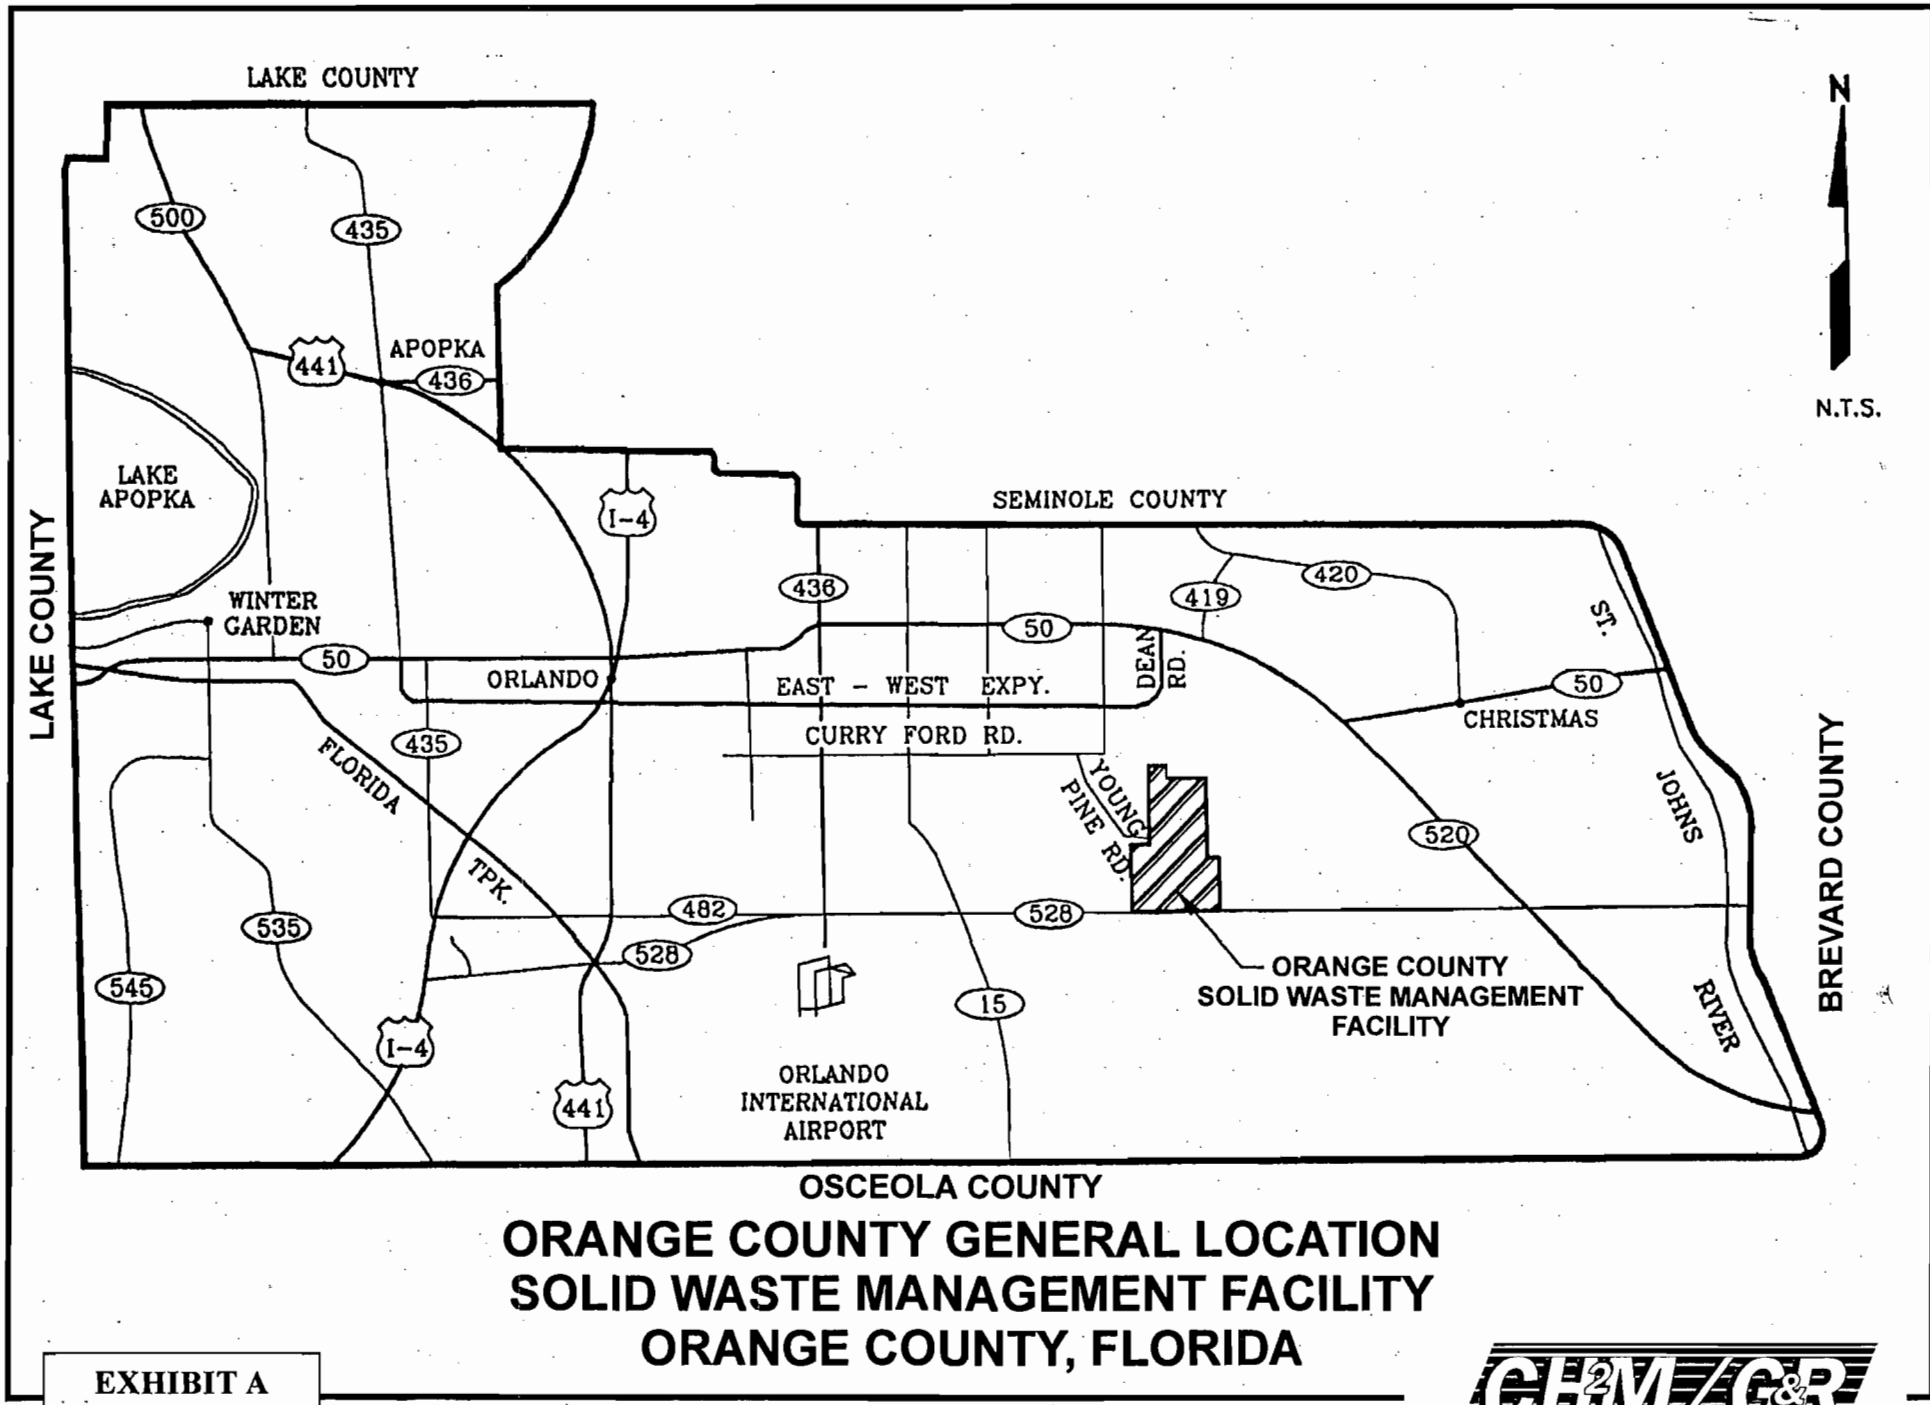 LAKE COUNTY
N
500
435
441
APOPKA
436
N.T.S.
LAKE
APOPKA
I-4
SEMINOLE COUNTY
LAKE COUNTY
WINTER
GARDEN
436
419
420
ST.
50
50
DEAN
RD.
ORLANDO
EAST - WEST EXPY.
50
CHRISTMAS
435
CURRY FORD RD.
FLORIDA
TPK.
YOUNG
PINE RD.
520
JOHNS
BREVARD COUNTY
482
528
535
528
545
15
ORANGE COUNTY
SOLID WASTE MANAGEMENT
FACILITY
RIVER
I-4
441
ORLANDO
INTERNATIONAL
AIRPORT
OSCEOLA COUNTY
ORANGE COUNTY GENERAL LOCATION
SOLID WASTE MANAGEMENT FACILITY
ORANGE COUNTY, FLORIDA
EXHIBIT A
CH2M/G&R